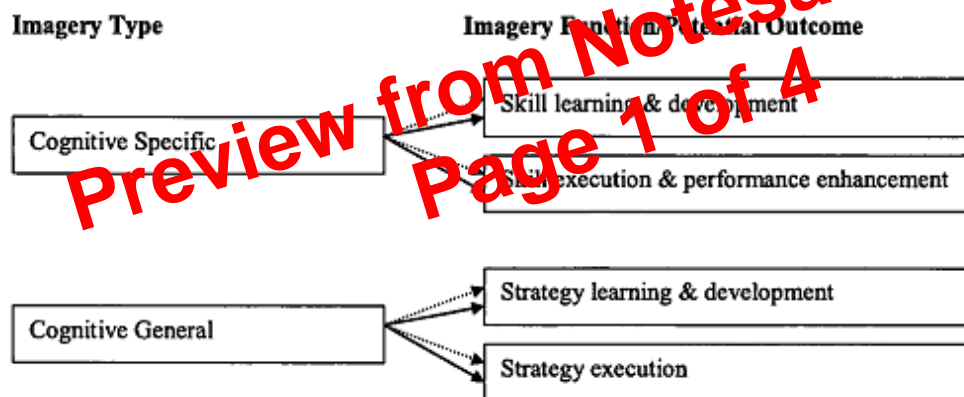 Imagery Type
Imagery Function/Potential Outcome
Preview from Notesa
Page 1 of 4
Cognitive Specific
Skill learning & development
Skill execution & performance enhancement
Cognitive General
Strategy learning & development
Strategy execution